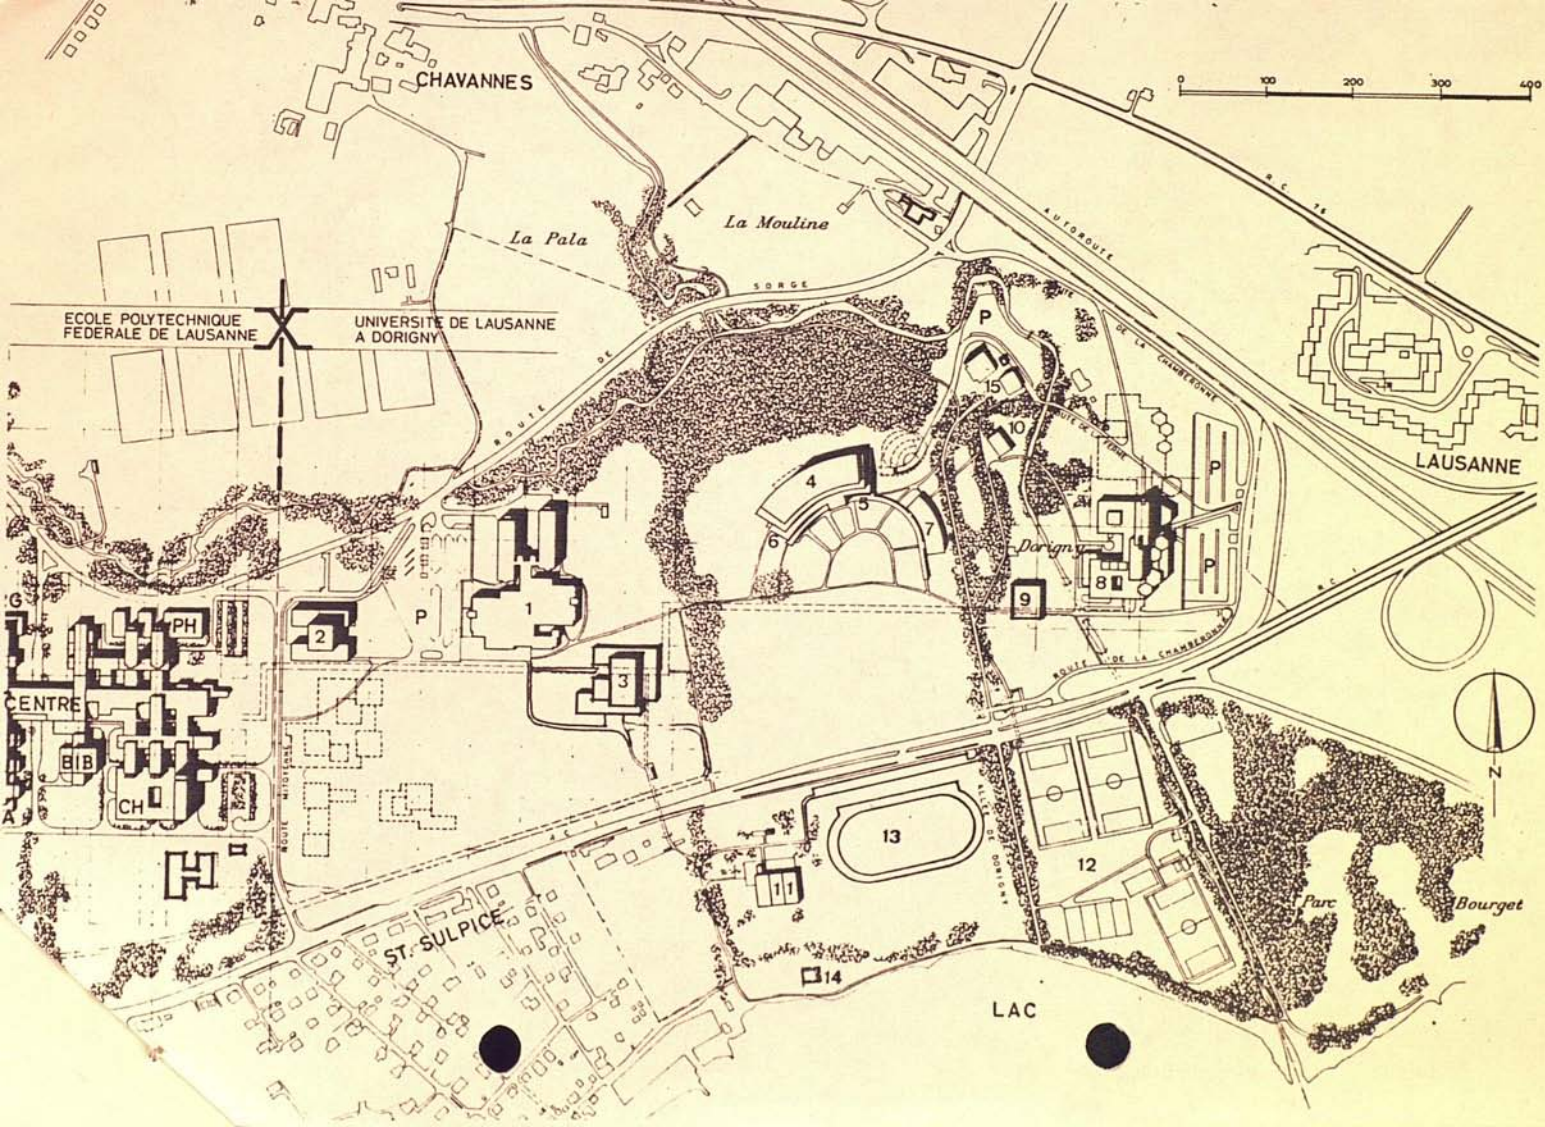 CHAVANNES
0 100 200 300 400
R.C. 76
La Pala
La Mouline
AUTOROUTE
SORGE
ROUTE DE
ECOLE POLYTECHNIQUE
FEDERALE DE LAUSANNE
UNIVERSITE DE LAUSANNE
A DORIGNY
P
ROUTE DE LA CHAMBERONNE
15
10
LAUSANNE
P
4
5
6
7
Dorigny
P
8
9
RC 1
G
PH
2
P
1
3
CENTRE
ROUTE DE LA CHAMBERONNE
BIB
CH
A
N
RC 1
13
ALLEE DE DORIGNY
12
11
Parc
Bourget
ST. SULPICE
14
LAC